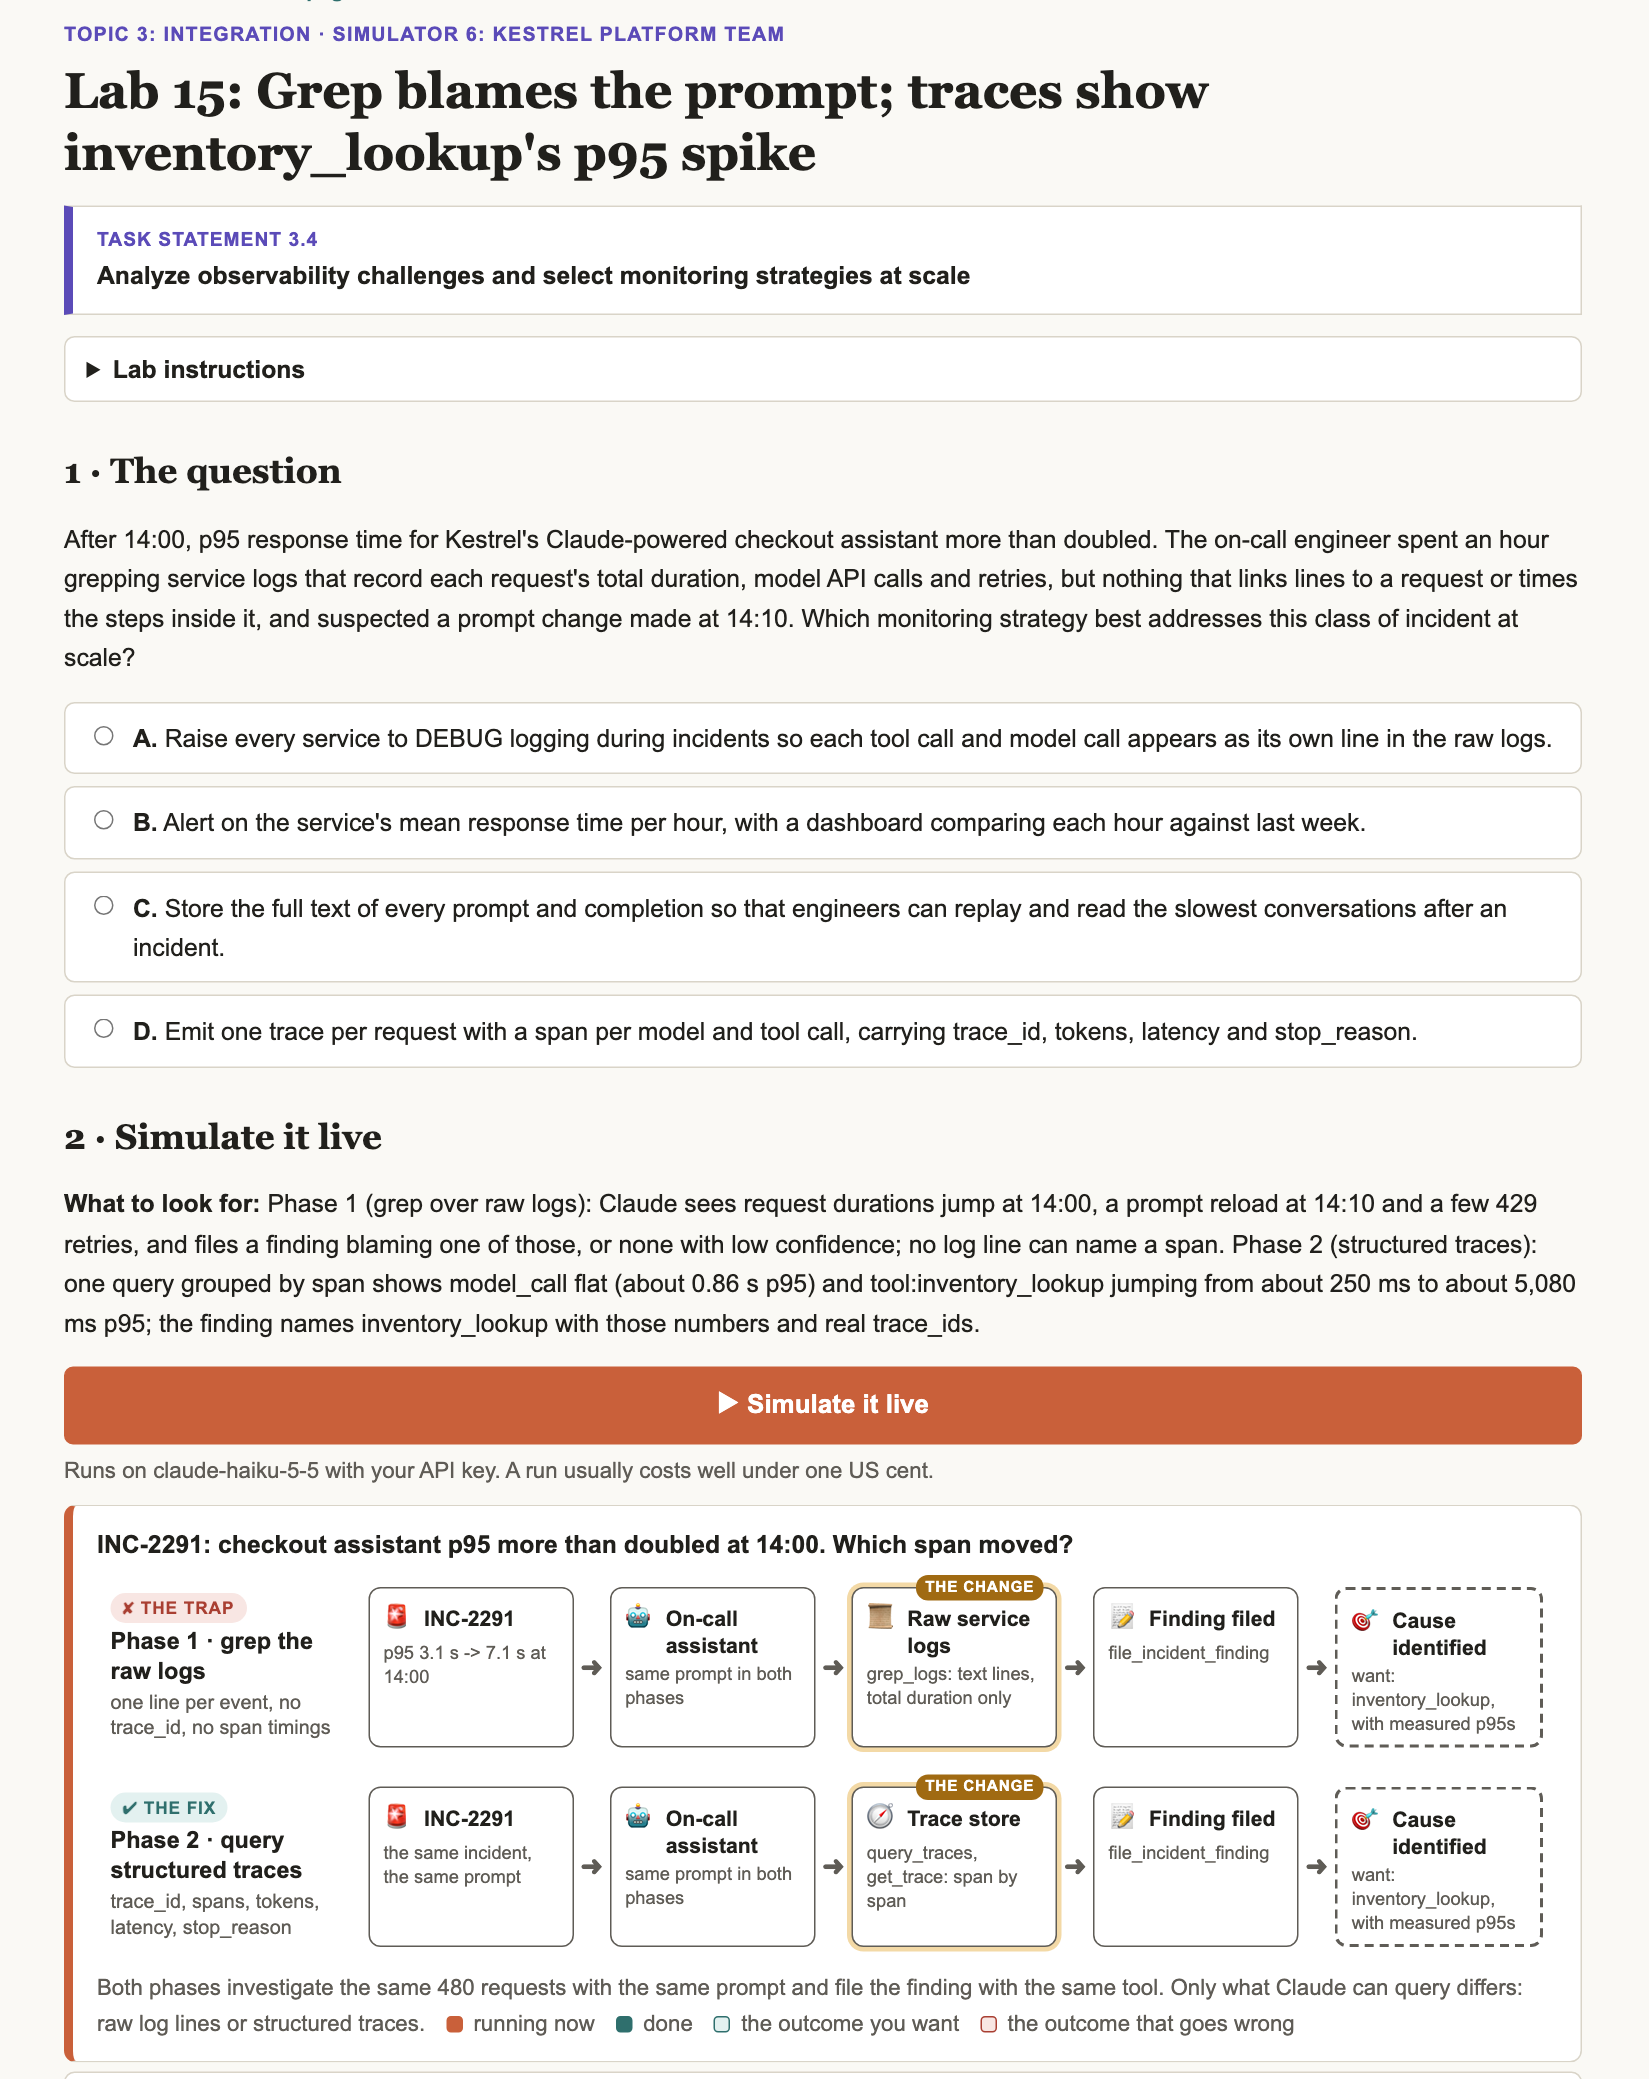 TOPIC 3: INTEGRATION · SIMULATOR 6: KESTREL PLATFORM TEAM
Lab 15: Grep blames the prompt; traces show
inventory_lookup's p95 spike
TASK STATEMENT 3.4
Analyze observability challenges and select monitoring strategies at scale
▶ Lab instructions
1 · The question
After 14:00, p95 response time for Kestrel's Claude-powered checkout assistant more than doubled. The on-call engineer spent an hour
grepping service logs that record each request's total duration, model API calls and retries, but nothing that links lines to a request or times
the steps inside it, and suspected a prompt change made at 14:10. Which monitoring strategy best addresses this class of incident at
scale?
A. Raise every service to DEBUG logging during incidents so each tool call and model call appears as its own line in the raw logs.
B. Alert on the service's mean response time per hour, with a dashboard comparing each hour against last week.
C. Store the full text of every prompt and completion so that engineers can replay and read the slowest conversations after an
incident.
D. Emit one trace per request with a span per model and tool call, carrying trace_id, tokens, latency and stop_reason.
2 · Simulate it live
What to look for: Phase 1 (grep over raw logs): Claude sees request durations jump at 14:00, a prompt reload at 14:10 and a few 429
retries, and files a finding blaming one of those, or none with low confidence; no log line can name a span. Phase 2 (structured traces):
one query grouped by span shows model_call flat (about 0.86 s p95) and tool:inventory_lookup jumping from about 250 ms to about 5,080
ms p95; the finding names inventory_lookup with those numbers and real trace_ids.
▶ Simulate it live
Runs on claude-haiku-5-5 with your API key. A run usually costs well under one US cent.
INC-2291: checkout assistant p95 more than doubled at 14:00. Which span moved?
✘ THE TRAP
Phase 1 · grep the
raw logs
one line per event, no
trace_id, no span timings
INC-2291
p95 3.1 s -> 7.1 s at
14:00
➜
On-call
assistant
same prompt in both
phases
➜
THE CHANGE
Raw service
logs
grep_logs: text lines,
total duration only
➜
Finding filed
file_incident_finding
➜
Cause
identified
want:
inventory_lookup,
with measured p95s
✔ THE FIX
Phase 2 · query
structured traces
trace_id, spans, tokens,
latency, stop_reason
INC-2291
the same incident,
the same prompt
➜
On-call
assistant
same prompt in both
phases
➜
THE CHANGE
Trace store
query_traces,
get_trace: span by
span
➜
Finding filed
file_incident_finding
➜
Cause
identified
want:
inventory_lookup,
with measured p95s
Both phases investigate the same 480 requests with the same prompt and file the finding with the same tool. Only what Claude can query differs:
raw log lines or structured traces. running now done the outcome you want the outcome that goes wrong